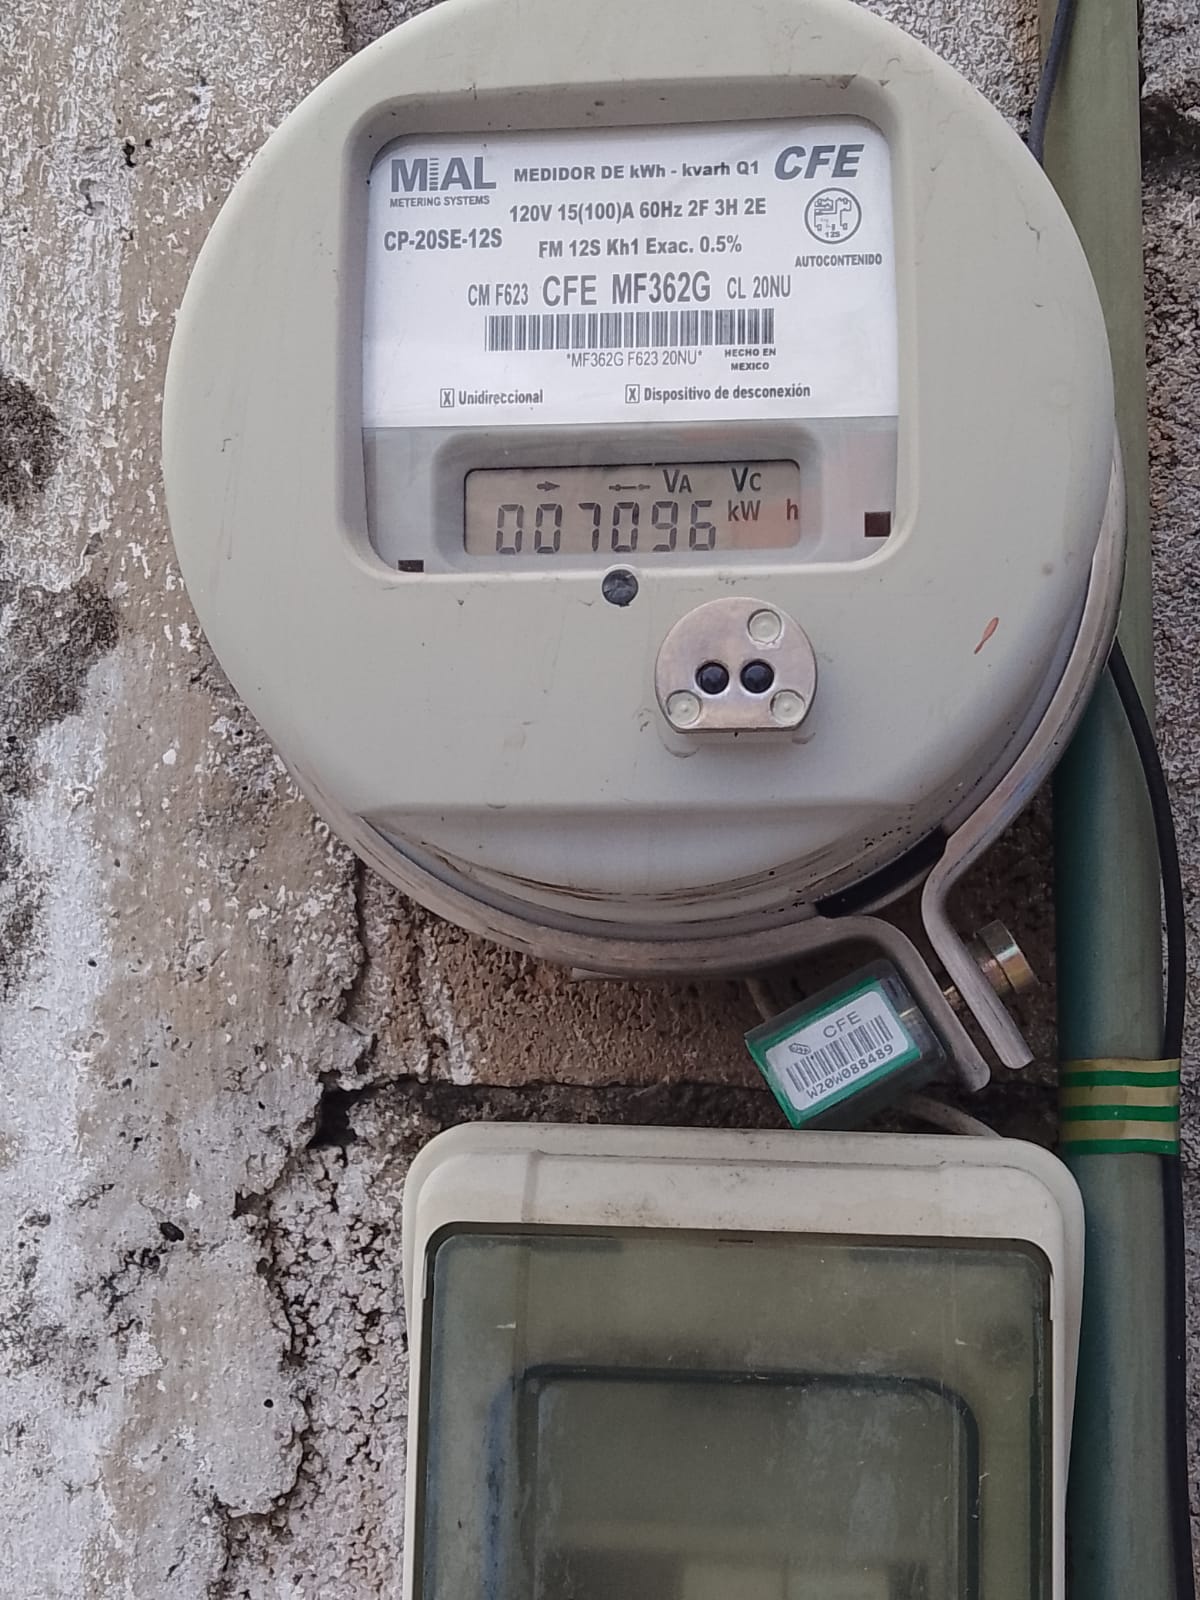 MIAL
METERING SYSTEMS
MEDIDOR DE kWh - kvarh Q1
CFE
120V 15(100)A 60Hz 2F 3H 2E
CP-20SE-12S
FM 12S Kh1 Exac. 0.5%
12S
AUTOCONTENIDO
CM F623 CFE MF362G CL 20NU
*MF362G F623 20NU*
HECHO EN
MEXICO
X Unidireccional
X Dispositivo de desconexión
VA VC
007096 kW h
CFE
W20W088489